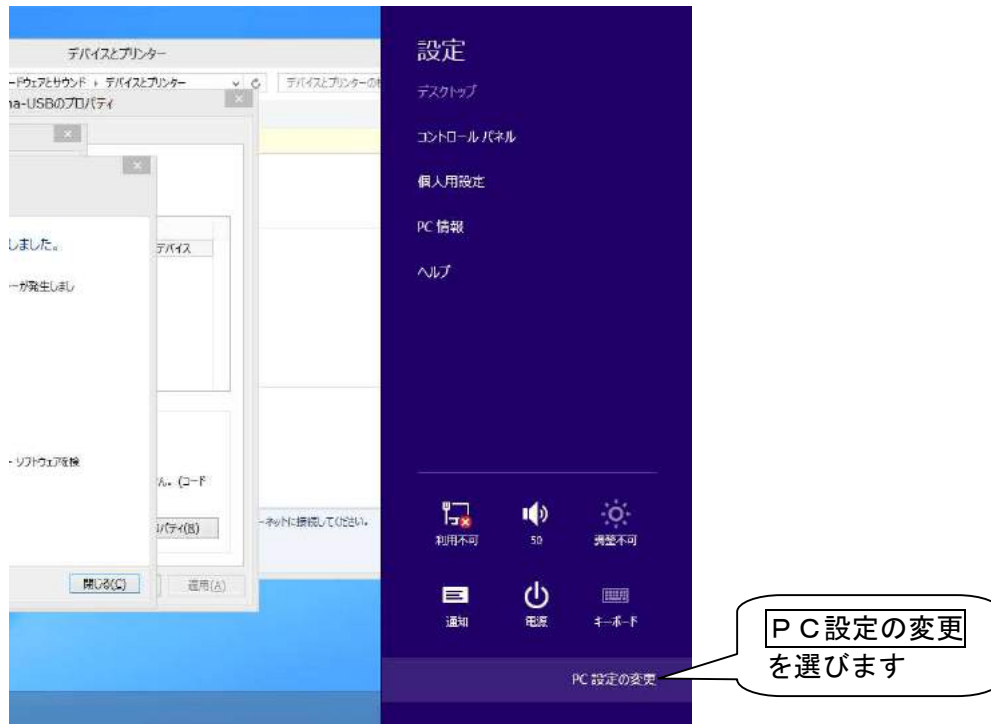 デバイスとプリンター
ードウェアとサウンド ▸ デバイスとプリンター
デバイスとプリンターの検
na-USBのプロパティ
しました。
デバイス
ーが発生しまし
ソフトウェアを検
ん。(コード
パティ(R)
ーネットに接続してください。
閉じる(C)
適用(A)
設定
デスクトップ
コントロール パネル
個人用設定
PC 情報
ヘルプ
利用不可
50
調整不可
通知
電源
キーボード
PC 設定の変更
ＰＣ設定の変更
を選びます